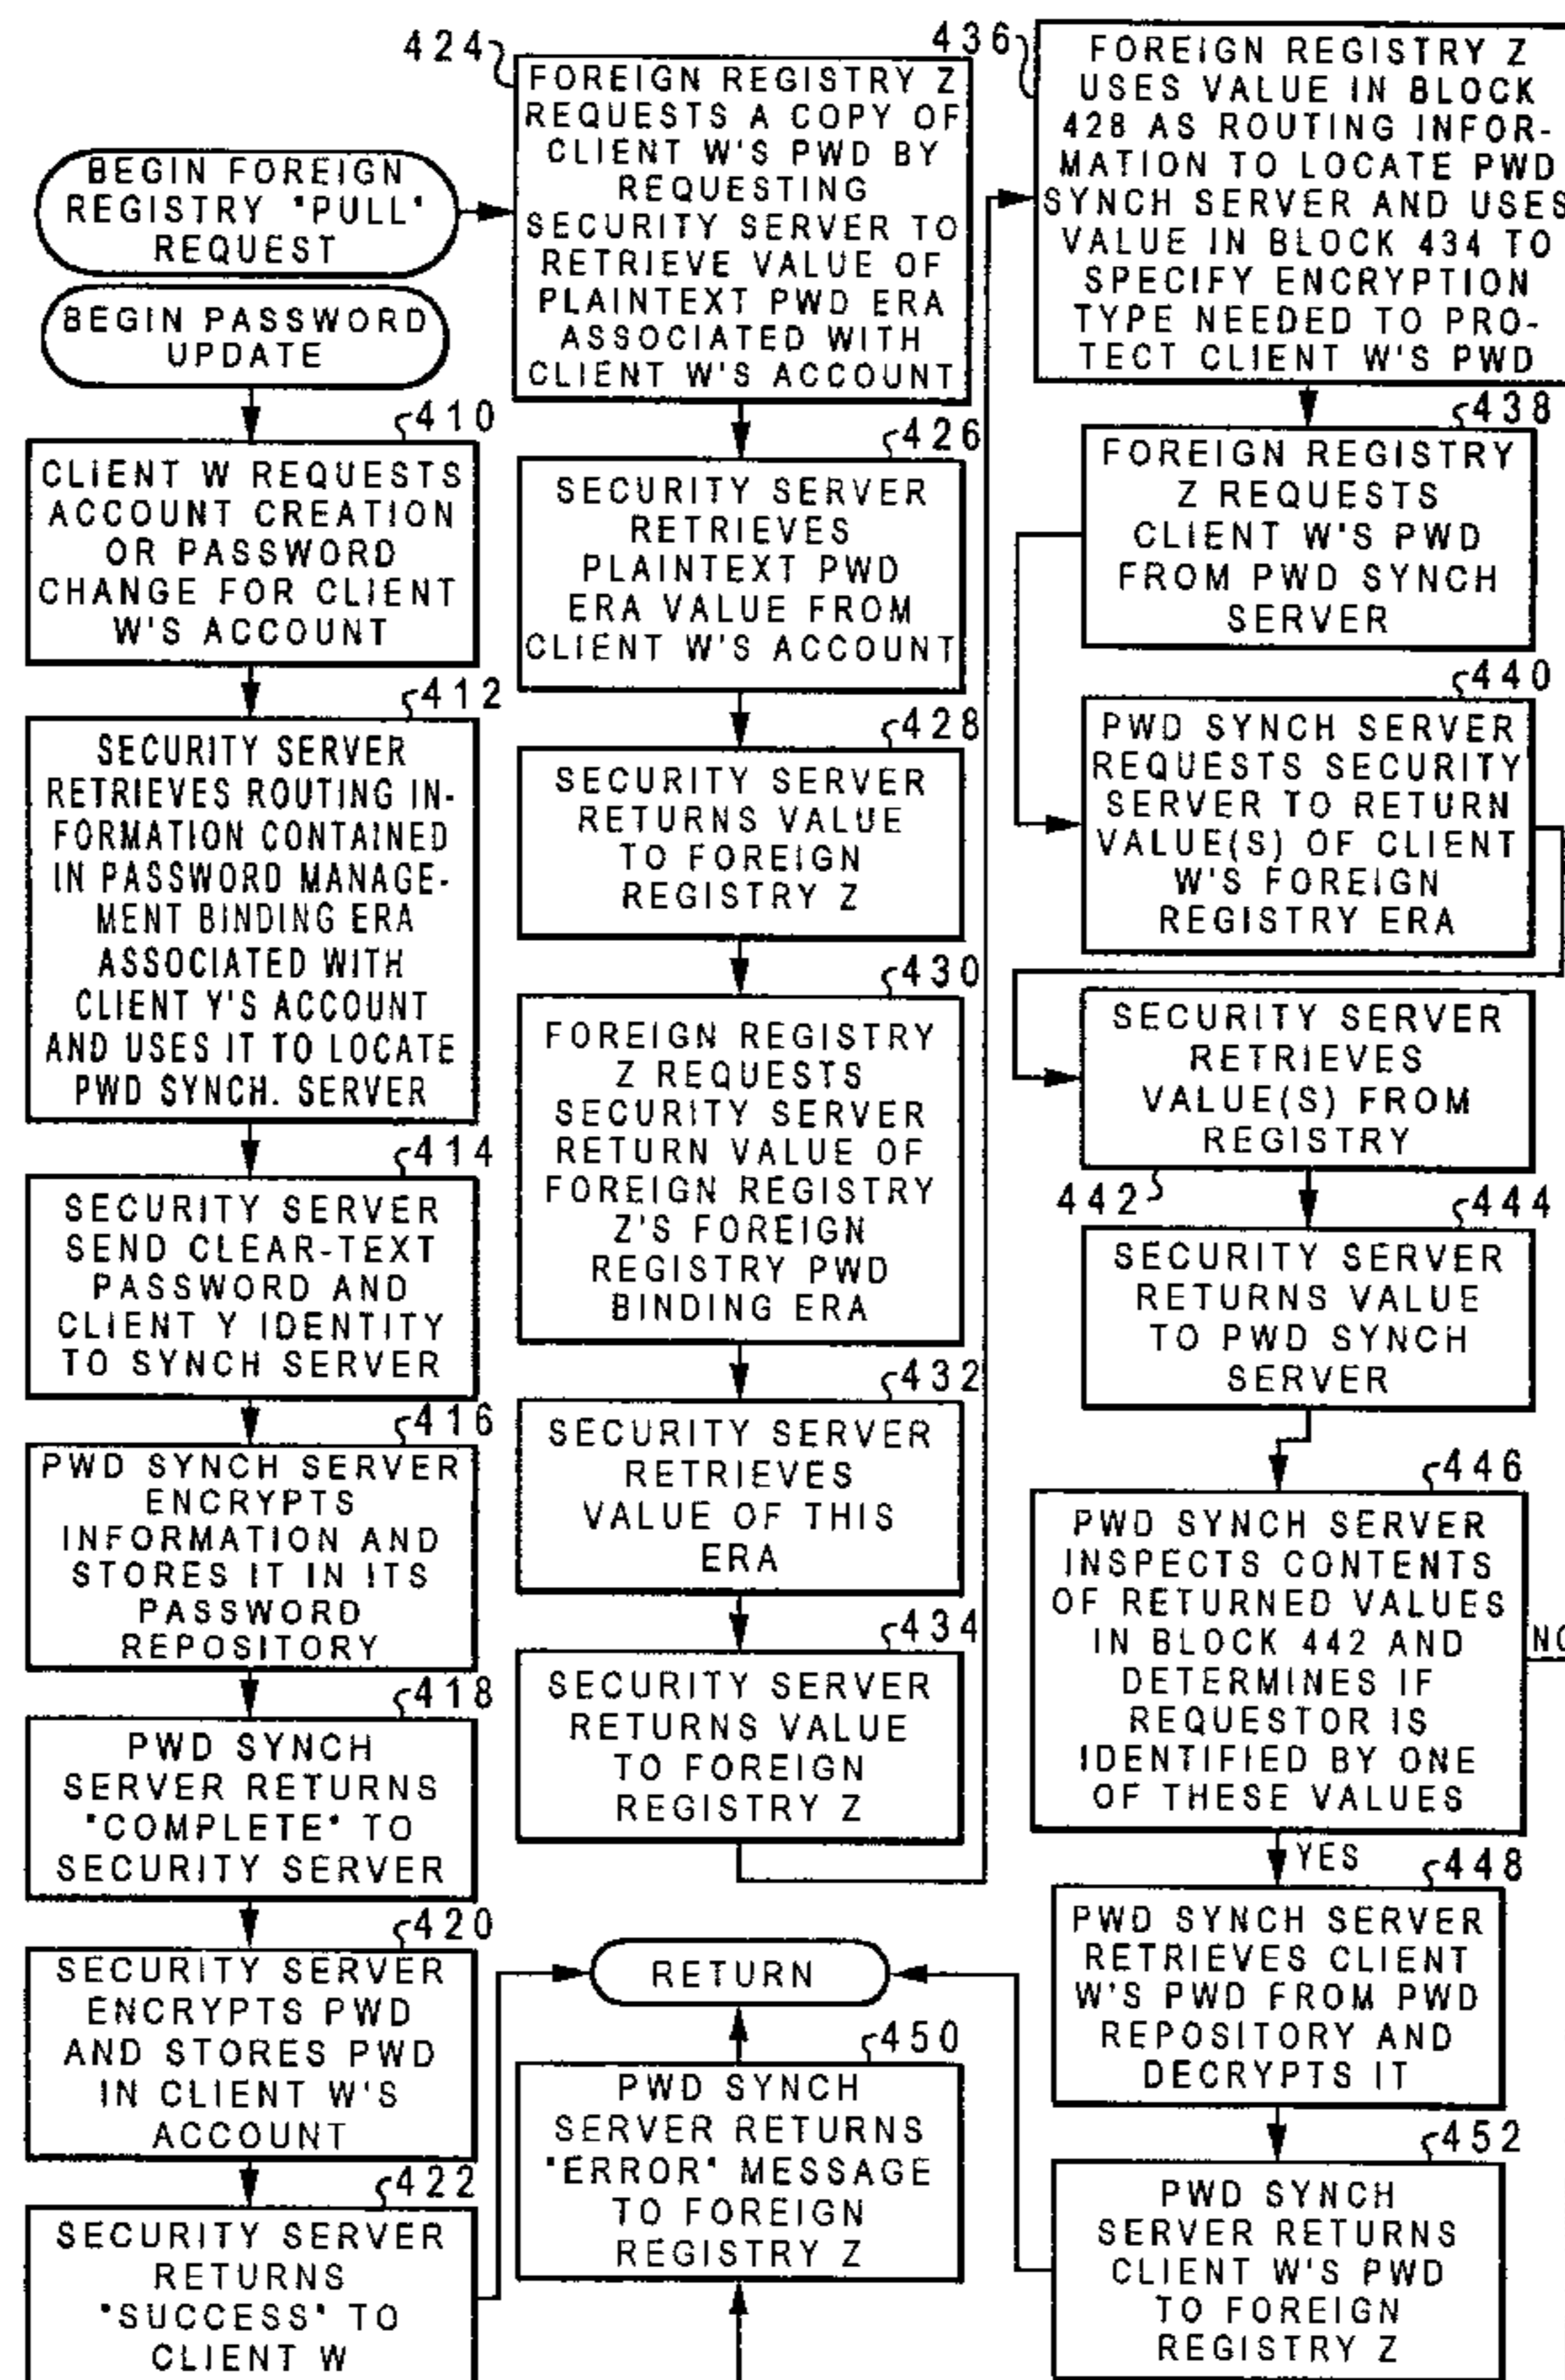 BEGIN FOREIGN
REGISTRY "PULL"
REQUEST
BEGIN PASSWORD
UPDATE
410
CLIENT W REQUESTS
ACCOUNT CREATION
OR PASSWORD
CHANGE FOR CLIENT
W'S ACCOUNT
412
SECURITY SERVER
RETRIEVES ROUTING IN-
FORMATION CONTAINED
IN PASSWORD MANAGE-
MENT BINDING ERA
ASSOCIATED WITH
CLIENT Y'S ACCOUNT
AND USES IT TO LOCATE
PWD SYNCH. SERVER
414
SECURITY SERVER
SEND CLEAR-TEXT
PASSWORD AND
CLIENT Y IDENTITY
TO SYNCH SERVER
416
PWD SYNCH SERVER
ENCRYPTS
INFORMATION AND
STORES IT IN ITS
PASSWORD
REPOSITORY
418
PWD SYNCH
SERVER RETURNS
"COMPLETE" TO
SECURITY SERVER
420
SECURITY SERVER
ENCRYPTS PWD
AND STORES PWD
IN CLIENT W'S
ACCOUNT
422
SECURITY SERVER
RETURNS
"SUCCESS" TO
CLIENT W
424
FOREIGN REGISTRY Z
REQUESTS A COPY OF
CLIENT W'S PWD BY
REQUESTING
SECURITY SERVER TO
RETRIEVE VALUE OF
PLAINTEXT PWD ERA
ASSOCIATED WITH
CLIENT W'S ACCOUNT
426
SECURITY SERVER
RETRIEVES
PLAINTEXT PWD
ERA VALUE FROM
CLIENT W'S ACCOUNT
428
SECURITY SERVER
RETURNS VALUE
TO FOREIGN
REGISTRY Z
430
FOREIGN REGISTRY
Z REQUESTS
SECURITY SERVER
RETURN VALUE OF
FOREIGN REGISTRY
Z'S FOREIGN
REGISTRY PWD
BINDING ERA
432
SECURITY SERVER
RETRIEVES
VALUE OF THIS
ERA
434
SECURITY SERVER
RETURNS VALUE
TO FOREIGN
REGISTRY Z
RETURN
450
PWD SYNCH
SERVER RETURNS
"ERROR" MESSAGE
TO FOREIGN
REGISTRY Z
436
FOREIGN REGISTRY Z
USES VALUE IN BLOCK
428 AS ROUTING INFOR-
MATION TO LOCATE PWD
SYNCH SERVER AND USES
VALUE IN BLOCK 434 TO
SPECIFY ENCRYPTION
TYPE NEEDED TO PRO-
TECT CLIENT W'S PWD
438
FOREIGN REGISTRY
Z REQUESTS
CLIENT W'S PWD
FROM PWD SYNCH
SERVER
440
PWD SYNCH SERVER
REQUESTS SECURITY
SERVER TO RETURN
VALUE(S) OF CLIENT
W'S FOREIGN
REGISTRY ERA
SECURITY SERVER
RETRIEVES
VALUE(S) FROM
REGISTRY
442
444
SECURITY SERVER
RETURNS VALUE
TO PWD SYNCH
SERVER
446
PWD SYNCH SERVER
INSPECTS CONTENTS
OF RETURNED VALUES
IN BLOCK 442 AND
DETERMINES IF
REQUESTOR IS
IDENTIFIED BY ONE
OF THESE VALUES
NO
YES
448
PWD SYNCH SERVER
RETRIEVES CLIENT
W'S PWD FROM PWD
REPOSITORY AND
DECRYPTS IT
452
PWD SYNCH
SERVER RETURNS
CLIENT W'S PWD
TO FOREIGN
REGISTRY Z